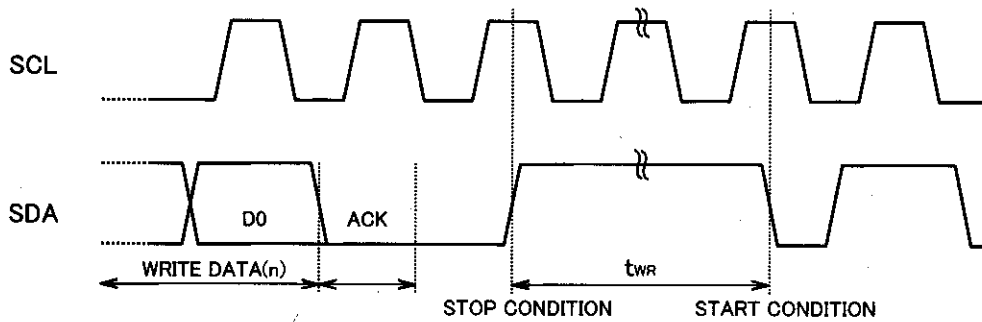 SCL
SDA
D0
ACK
WRITE DATA(n)
tWR
STOP CONDITION
START CONDITION